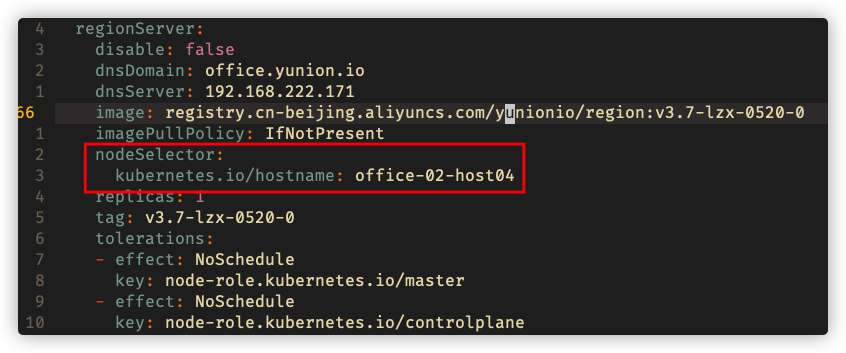 4 regionServer:
3 disable: false
2 dnsDomain: office.yunion.io
1 dnsServer: 192.168.222.171
66 image: registry.cn-beijing.aliyuncs.com/yunionio/region:v3.7-lzx-0520-0
1 imagePullPolicy: IfNotPresent
2 nodeSelector:
3 kubernetes.io/hostname: office-02-host04
4 replicas: 1
5 tag: v3.7-lzx-0520-0
6 tolerations:
7 - effect: NoSchedule
8 key: node-role.kubernetes.io/master
9 - effect: NoSchedule
10 key: node-role.kubernetes.io/controlplane